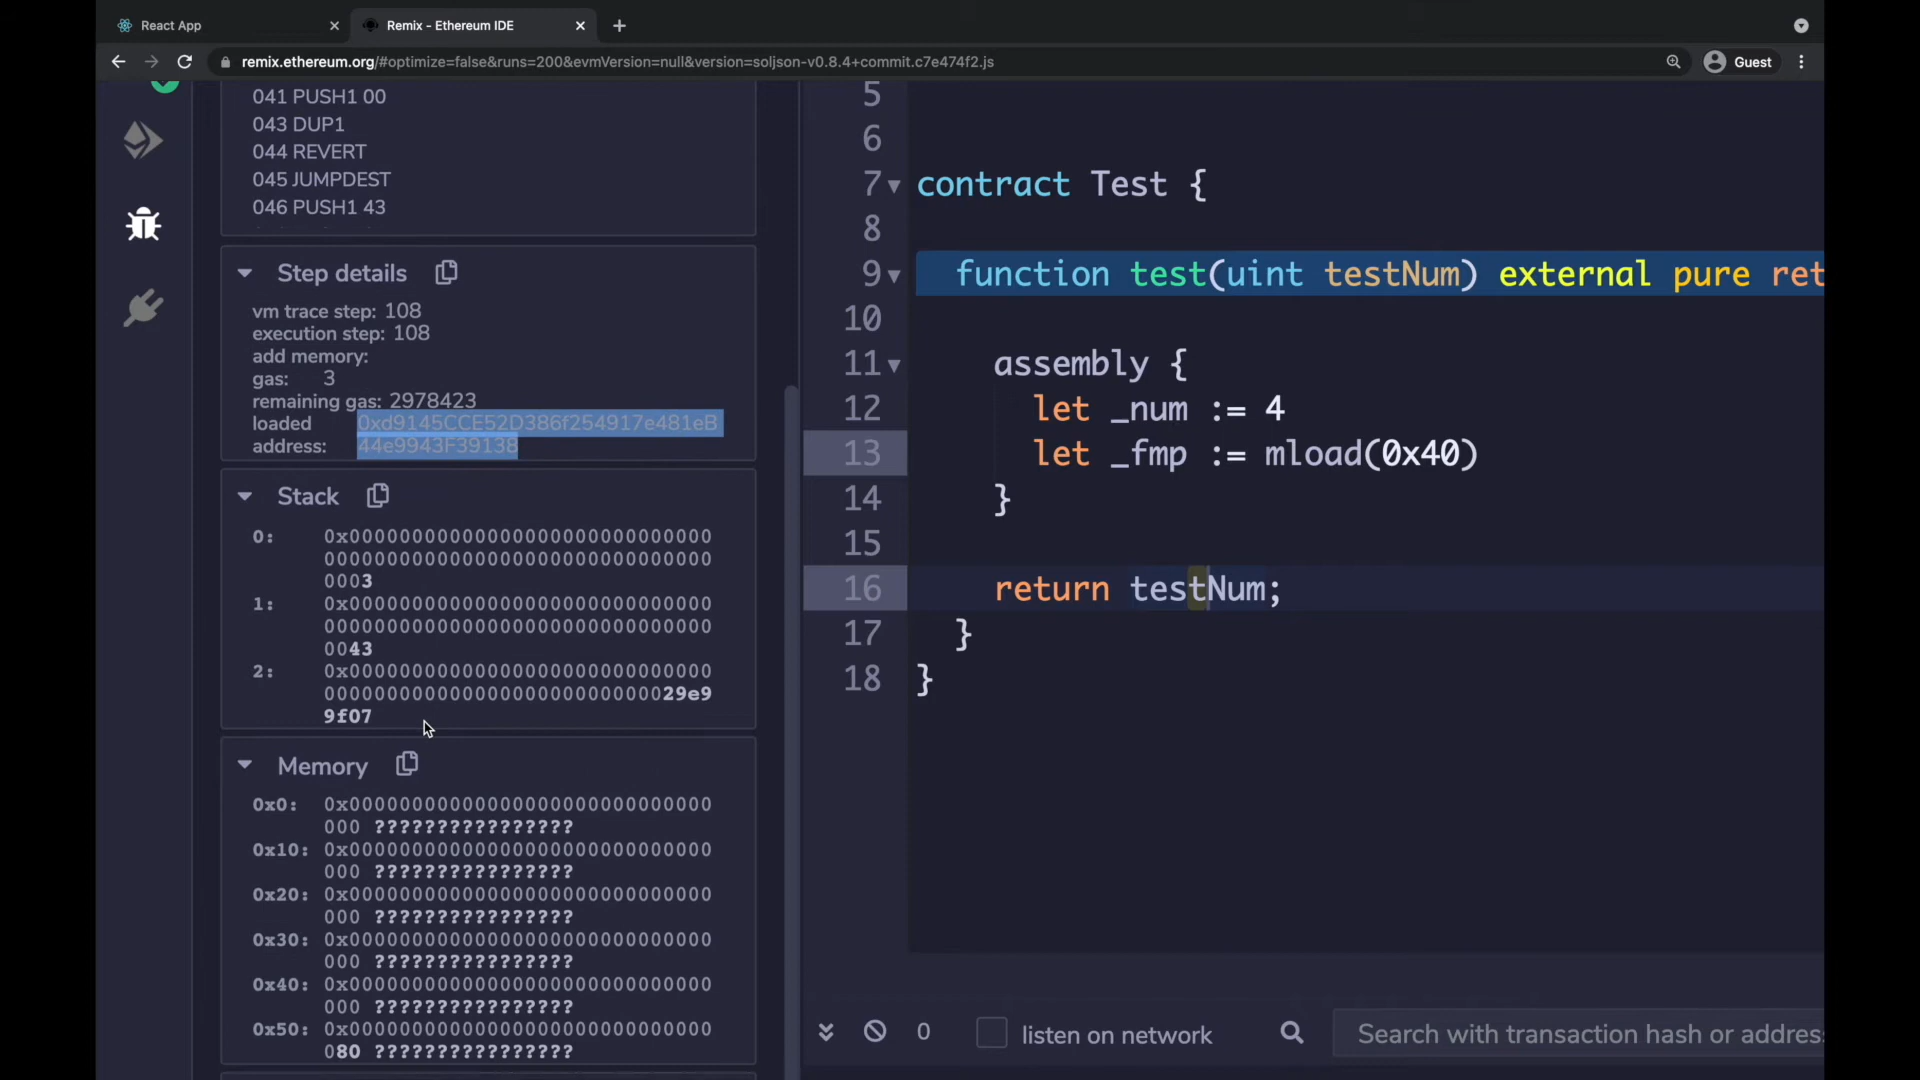 React App
Remix - Ethereum IDE
remix.ethereum.org/#optimize=false&runs=200&evmVersion=null&version=soljson-v0.8.4+commit.c7e474f2.js
Guest
041 PUSH1 00
043 DUP1
044 REVERT
045 JUMPDEST
046 PUSH1 43
Step details
vm trace step: 108
execution step: 108
add memory:
gas: 3
remaining gas: 2978423
loaded 0xd9145CCE52D386f254917e481eB
address: 44e9943F39138
Stack
0: 0x00000000000000000000000000000
0000000000000000000000000000000
0003
1: 0x00000000000000000000000000000
0000000000000000000000000000000
0043
2: 0x00000000000000000000000000000
00000000000000000000000000029e9
9f07
Memory
0x0: 0x00000000000000000000000000000
000 ????????????????
0x10: 0x00000000000000000000000000000
000 ????????????????
0x20: 0x00000000000000000000000000000
000 ????????????????
0x30: 0x00000000000000000000000000000
000 ????????????????
0x40: 0x00000000000000000000000000000
000 ????????????????
0x50: 0x00000000000000000000000000000
080 ????????????????
5
6
7 contract Test {
8
9 function test(uint testNum) external pure ret
10
11 assembly {
12 let _num := 4
13 let _fmp := mload(0x40)
14 }
15
16 return testNum;
17 }
18 }
0
listen on network
Search with transaction hash or addres